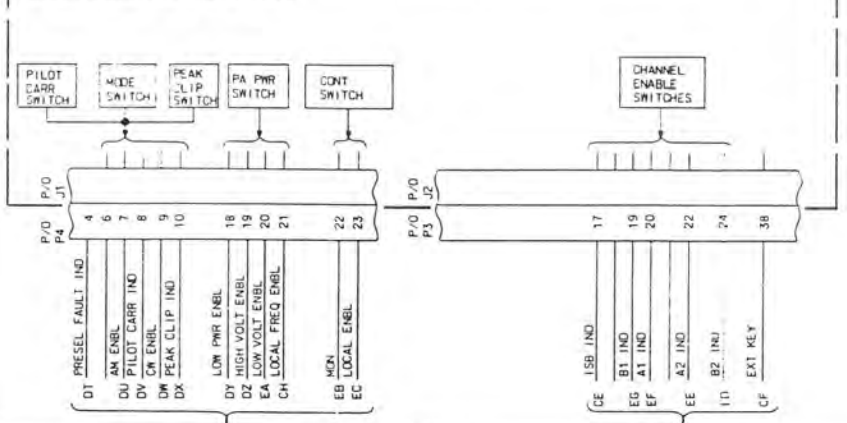 PILOT
CARR
SWITCH
MODE
SWITCH
PEAK
CLIP
SWITCH
PA PWR
SWITCH
CONT
SWITCH
CHANNEL
ENABLE
SWITCHES
P/O
J1
P/O
J2
P/O
P4
4
6
7
8
9
10
18
19
20
21
22
23
P/O
P3
17
19
20
22
24
38
PRESEL FAULT IND
AM ENBL
PILOT CARR IND
CW ENBL
PEAK CLIP IND
LOW PWR ENBL
HIGH VOLT ENBL
LOW VOLT ENBL
LOCAL FREQ ENBL
MON
LOCAL ENBL
ISB IND
B1 IND
A1 IND
A2 IND
B2 IND
EXT KEY
DT
DU
DV
DW
DX
DY
DZ
EA
CH
EB
EC
CE
EG
EF
EE
CF